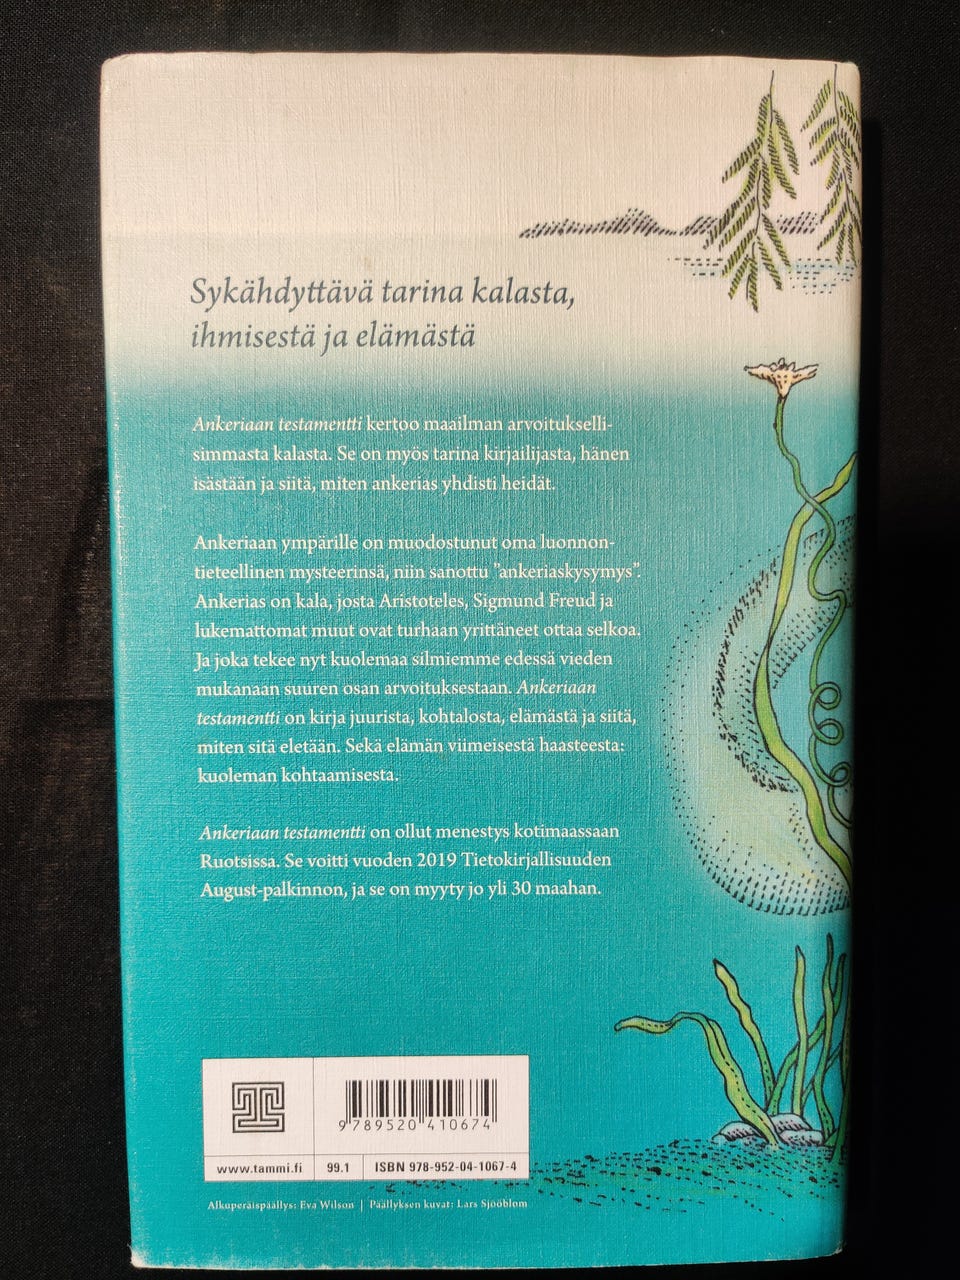 Sykähdyttävä tarina kalasta,
ihmisestä ja elämästä
Ankeriaan testamentti kertoo maailman arvoitukselli-
simmasta kalasta. Se on myös tarina kirjailijasta, hänen
isästään ja siitä, miten ankerias yhdisti heidät.
Ankeriaan ympärille on muodostunut oma luonnon-
tieteellinen mysteerinsä, niin sanottu ”ankeriaskysymys”.
Ankerias on kala, josta Aristoteles, Sigmund Freud ja
lukemattomat muut ovat turhaan yrittäneet ottaa selkoa.
Ja joka tekee nyt kuolemaa silmiemme edessä vieden
mukanaan suuren osan arvoituksestaan. Ankeriaan
testamentti on kirja juurista, kohtalosta, elämästä ja siitä,
miten sitä eletään. Sekä elämän viimeisestä haasteesta:
kuoleman kohtaamisesta.
Ankeriaan testamentti on ollut menestys kotimaassaan
Ruotsissa. Se voitti vuoden 2019 Tietokirjallisuuden
August-palkinnon, ja se on myyty jo yli 30 maahan.
9 789520 410674
www.tammi.fi 99.1 ISBN 978-952-04-1067-4
Alkuperäispäällys: Eva Wilson | Päällyksen kuvat: Lars Sjööblom